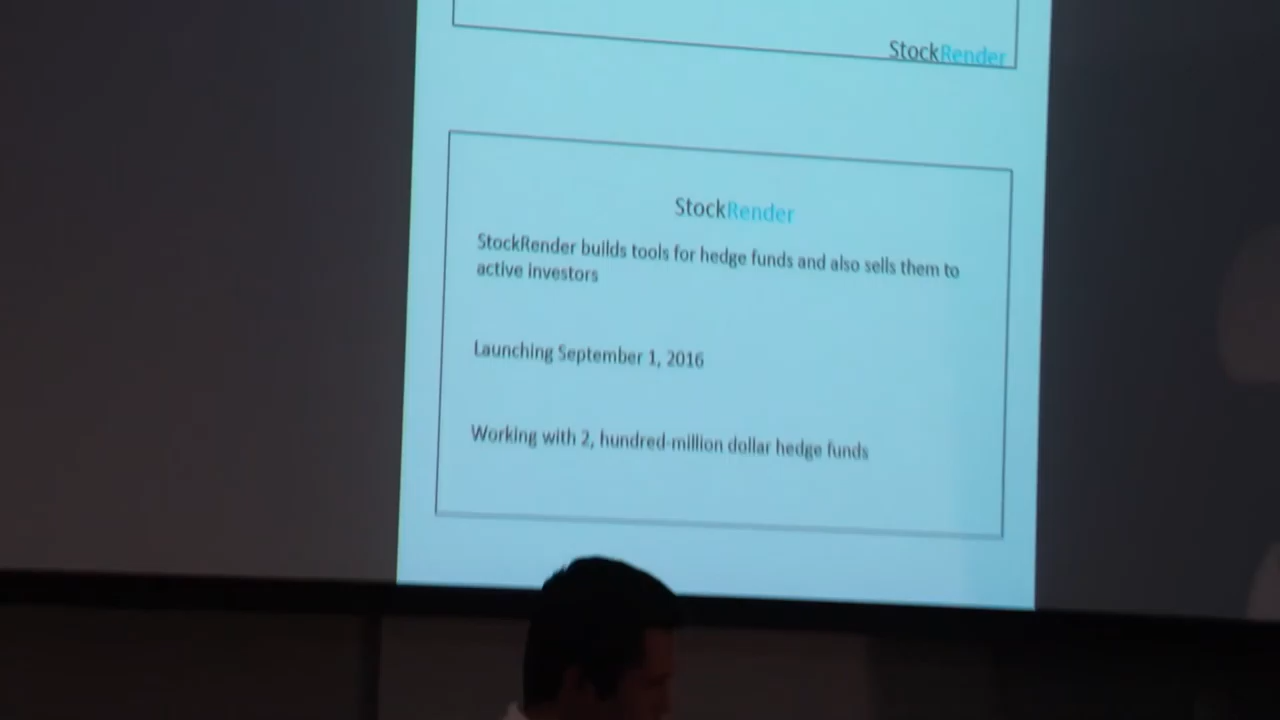 StockRender
StockRender
StockRender builds tools for hedge funds and also sells them to
active investors
Launching September 1, 2016
Working with 2, hundred-million dollar hedge funds